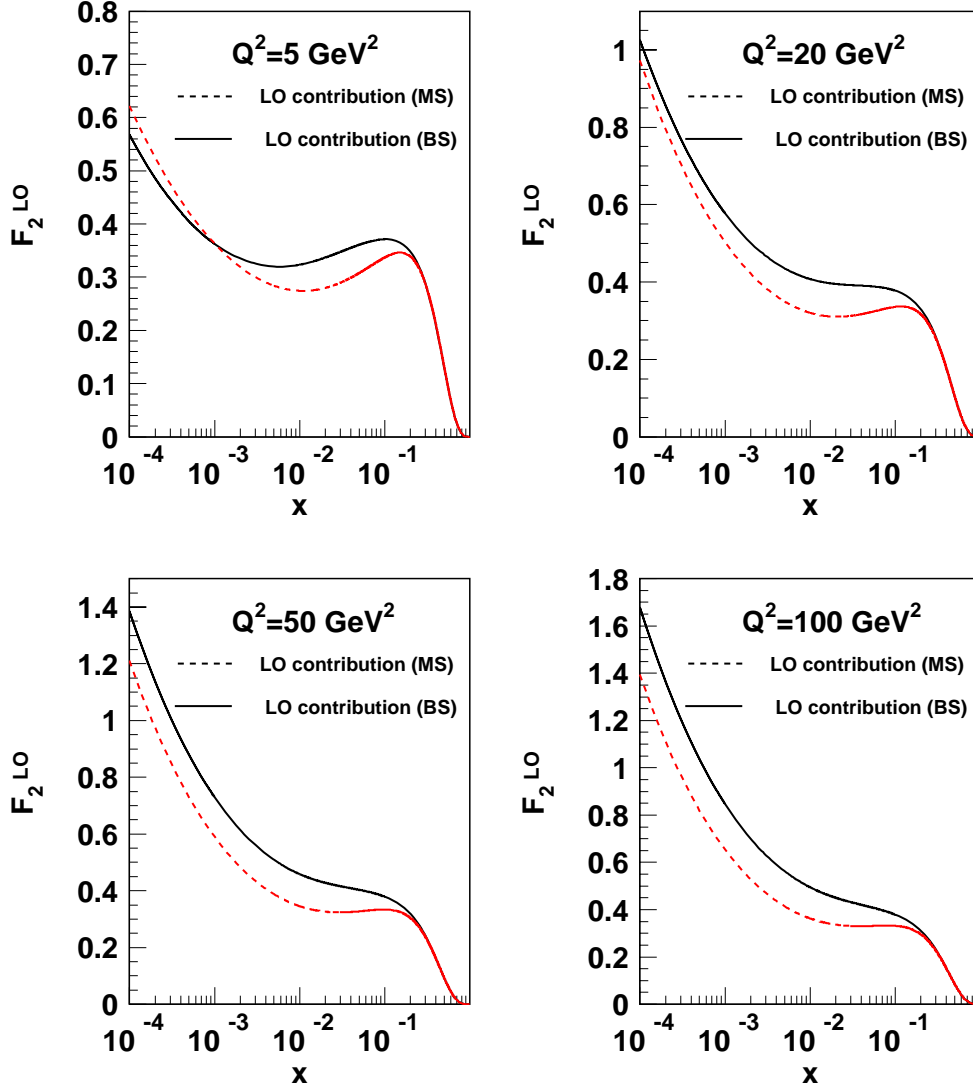 Q²=5 GeV²
LO contribution (MS)
LO contribution (BS)
F₂ᴸᴼ
0.8
0.7
0.6
0.5
0.4
0.3
0.2
0.1
0
10⁻⁴ 10⁻³ 10⁻² 10⁻¹
x
Q²=20 GeV²
LO contribution (MS)
LO contribution (BS)
F₂ᴸᴼ
1
0.8
0.6
0.4
0.2
0
10⁻⁴ 10⁻³ 10⁻² 10⁻¹
x
Q²=50 GeV²
LO contribution (MS)
LO contribution (BS)
F₂ᴸᴼ
1.4
1.2
1
0.8
0.6
0.4
0.2
0
10⁻⁴ 10⁻³ 10⁻² 10⁻¹
x
Q²=100 GeV²
LO contribution (MS)
LO contribution (BS)
F₂ᴸᴼ
1.8
1.6
1.4
1.2
1
0.8
0.6
0.4
0.2
0
10⁻⁴ 10⁻³ 10⁻² 10⁻¹
x